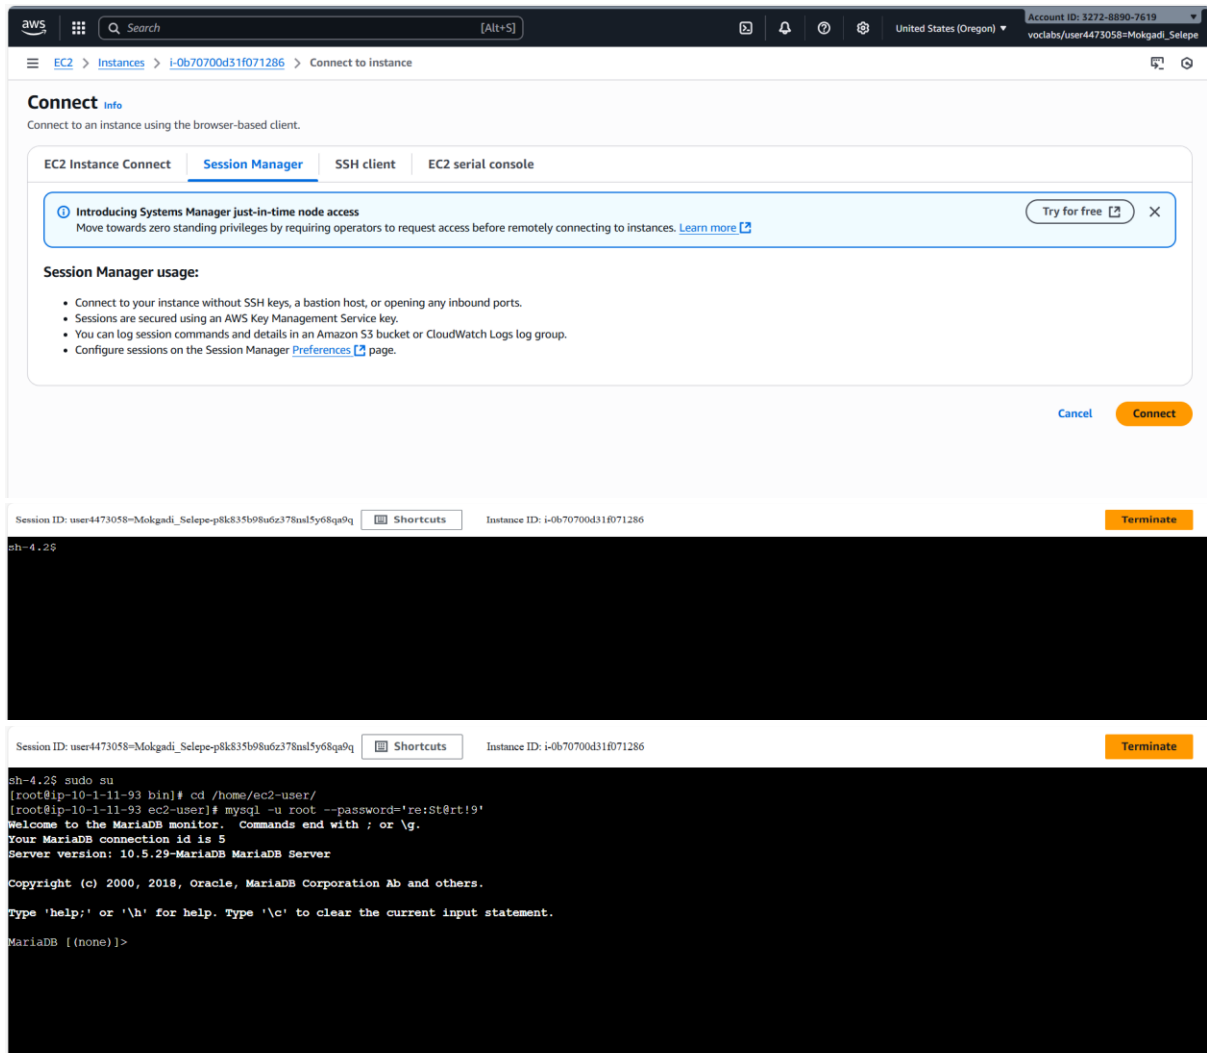 aws
Search [Alt+S]
United States (Oregon) ▼
Account ID: 3272-8890-7619 ▼
voclabs/user4473058=Mokgadi_Selepe
EC2 > Instances > i-0b70700d31f071286 > Connect to instance
Connect Info
Connect to an instance using the browser-based client.
EC2 Instance Connect Session Manager SSH client EC2 serial console
Introducing Systems Manager just-in-time node access
Move towards zero standing privileges by requiring operators to request access before remotely connecting to instances. Learn more
Try for free
Session Manager usage:
• Connect to your instance without SSH keys, a bastion host, or opening any inbound ports.
• Sessions are secured using an AWS Key Management Service key.
• You can log session commands and details in an Amazon S3 bucket or CloudWatch Logs log group.
• Configure sessions on the Session Manager Preferences page.
Cancel Connect
Session ID: user4473058=Mokgadi_Selepe-p8k835b98u6z378nsl5y68qa9q Shortcuts Instance ID: i-0b70700d31f071286 Terminate
sh-4.2$
Session ID: user4473058=Mokgadi_Selepe-p8k835b98u6z378nsl5y68qa9q Shortcuts Instance ID: i-0b70700d31f071286 Terminate
sh-4.2$ sudo su
[root@ip-10-1-11-93 bin]# cd /home/ec2-user/
[root@ip-10-1-11-93 ec2-user]# mysql -u root --password='re:St@rt!9'
Welcome to the MariaDB monitor.  Commands end with ; or \g.
Your MariaDB connection id is 5
Server version: 10.5.29-MariaDB MariaDB Server
Copyright (c) 2000, 2018, Oracle, MariaDB Corporation Ab and others.
Type 'help;' or '\h' for help. Type '\c' to clear the current input statement.
MariaDB [(none)]>